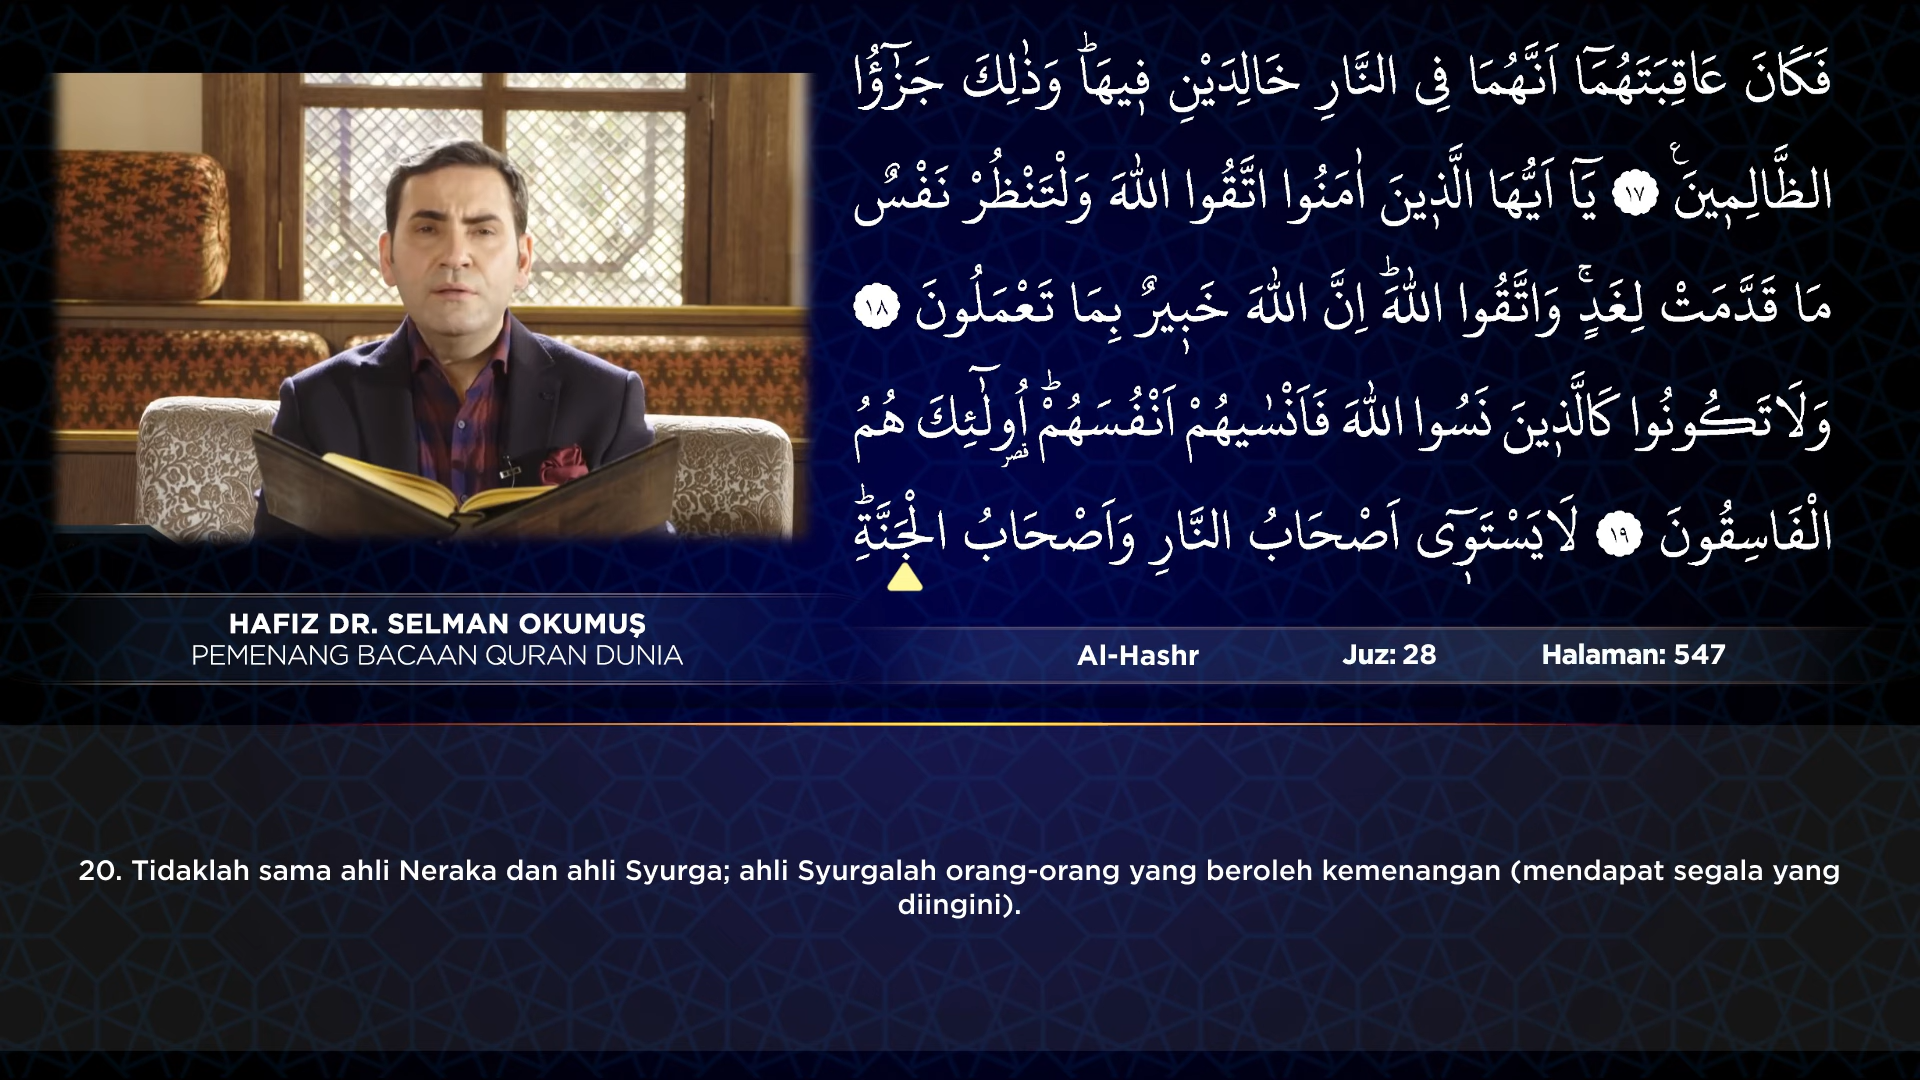 فَكَانَ عَاقِبَتَهُمَٓا اَنَّهُمَا فِى النَّارِ خَالِدَيْنِ ف۪يهَاۜ وَذٰلِكَ جَزٰٓؤُا
الظَّالِم۪ينَ۟ ١٧ يَٓا اَيُّهَا الَّذ۪ينَ اٰمَنُوا اتَّقُوا اللّٰهَ وَلْتَنْظُرْ نَفْسٌ
مَا قَدَّمَتْ لِغَدٍۚ وَاتَّقُوا اللّٰهَؕ اِنَّ اللّٰهَ خَب۪يرٌ بِمَا تَعْمَلُونَ ١٨
وَلَا تَكُونُوا كَالَّذ۪ينَ نَسُوا اللّٰهَ فَاَنْسٰيهُمْ اَنْفُسَهُمْؕ اُو۬لٰٓئِكَ هُمُ
الْفَاسِقُونَ ١٩ لَا يَسْتَو۪ٓى اَصْحَابُ النَّارِ وَاَصْحَابُ الْجَنَّةِؕ
HAFIZ DR. SELMAN OKUMUŞ
PEMENANG BACAAN QURAN DUNIA
Al-Hashr Juz: 28 Halaman: 547
20. Tidaklah sama ahli Neraka dan ahli Syurga; ahli Syurgalah orang-orang yang beroleh kemenangan (mendapat segala yang
diingini).